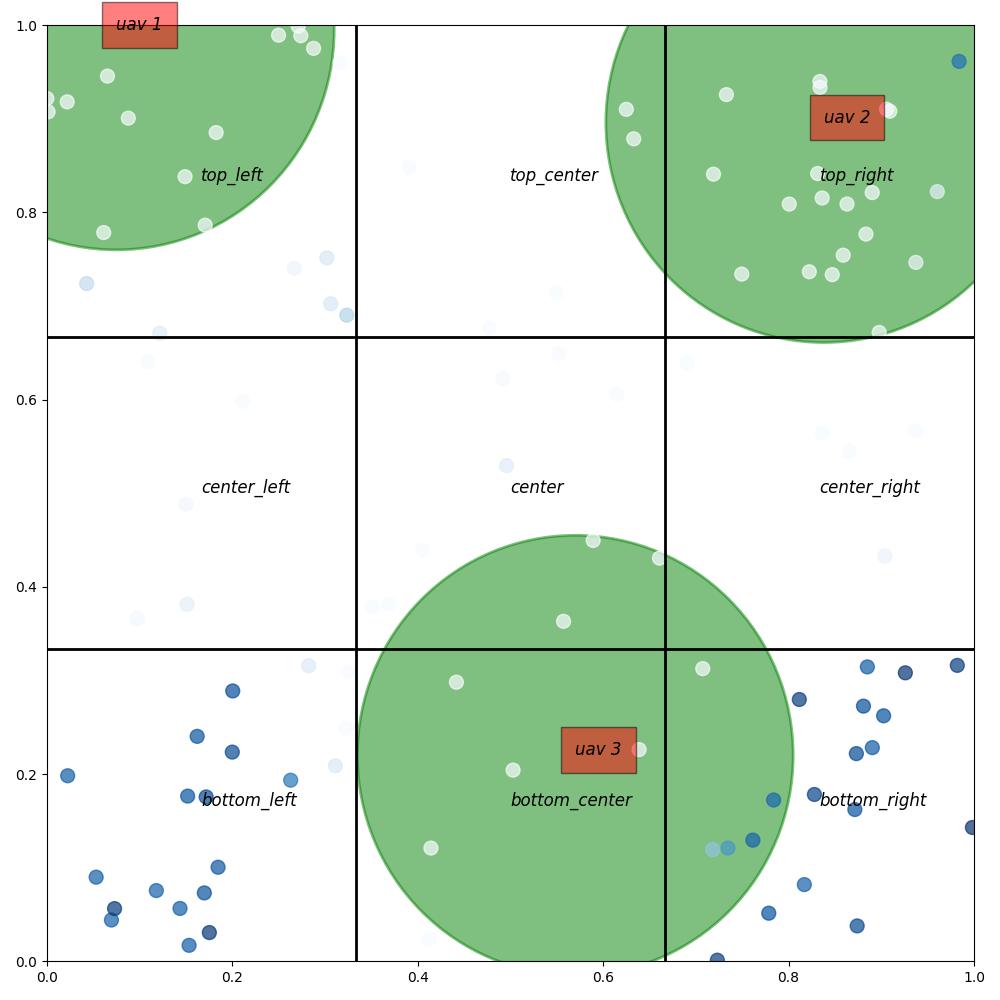 1.0
uav 1
uav 2
top_left
top_center
top_right
0.8
0.6
center_left
center
center_right
0.4
uav 3
0.2
bottom_left
bottom_center
bottom_right
0.0
0.0
0.2
0.4
0.6
0.8
1.0